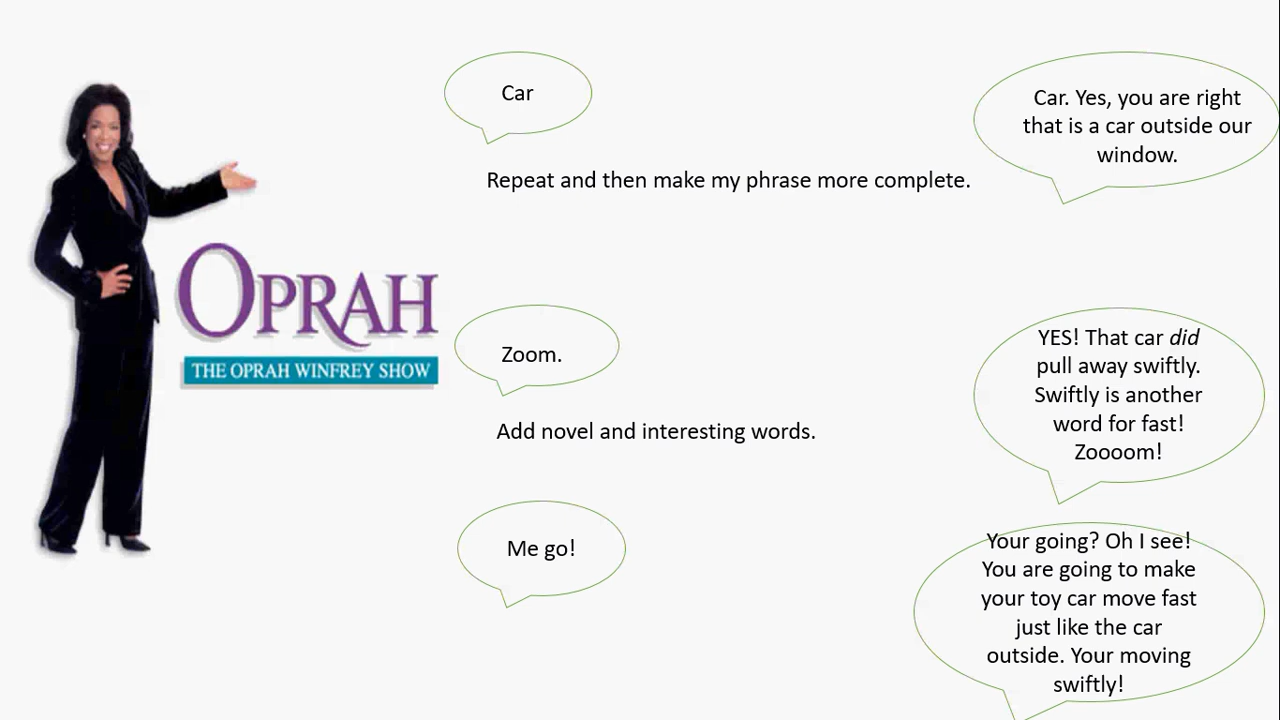 Car
Car. Yes, you are right
that is a car outside our
window.
Repeat and then make my phrase more complete.
OPRAH
THE OPRAH WINFREY SHOW
Zoom.
YES! That car did
pull away swiftly.
Swiftly is another
word for fast!
Zoooom!
Add novel and interesting words.
Me go!
Your going? Oh I see!
You are going to make
your toy car move fast
just like the car
outside. Your moving
swiftly!